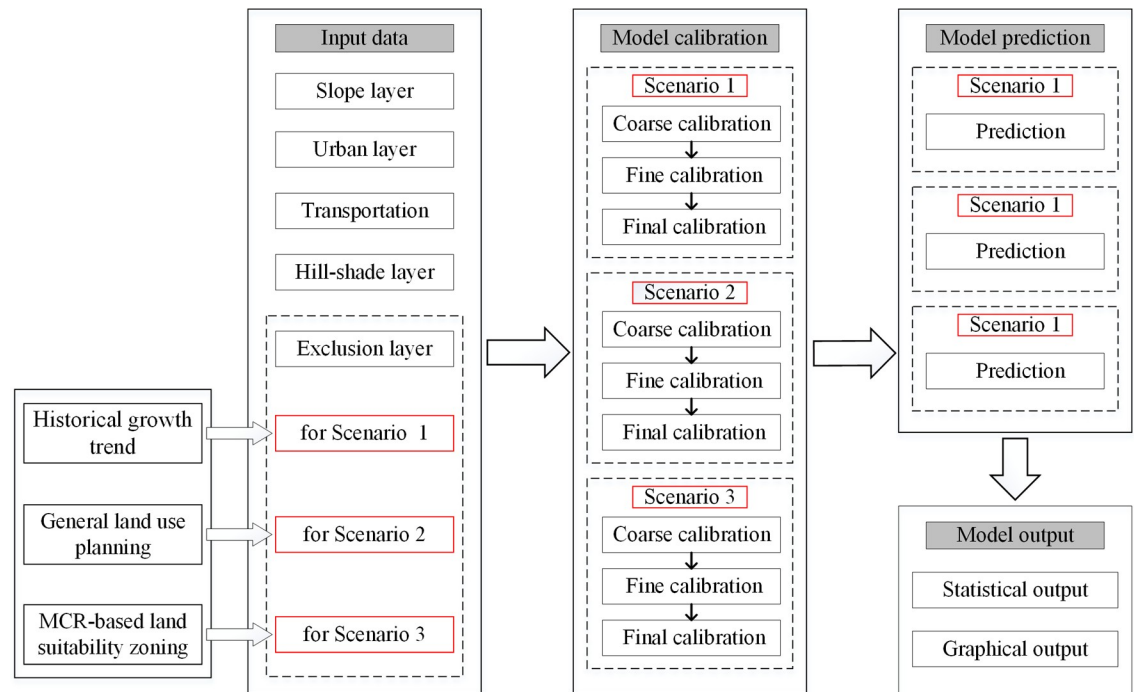 Historical growth
trend
General land use
planning
MCR-based land
suitability zoning
Input data
Slope layer
Urban layer
Transportation
Hill-shade layer
Exclusion layer
for Scenario 1
for Scenario 2
for Scenario 3
Model calibration
Scenario 1
Coarse calibration
Fine calibration
Final calibration
Scenario 2
Coarse calibration
Fine calibration
Final calibration
Scenario 3
Coarse calibration
Fine calibration
Final calibration
Model prediction
Scenario 1
Prediction
Scenario 1
Prediction
Scenario 1
Prediction
Model output
Statistical output
Graphical output